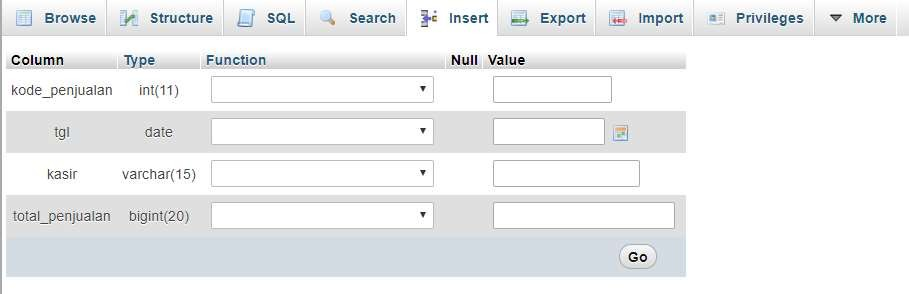 Browse Structure SQL Search Insert Export Import Privileges More
Column Type Function Null Value
kode_penjualan int(11)
tgl date
kasir varchar(15)
total_penjualan bigint(20)
Go